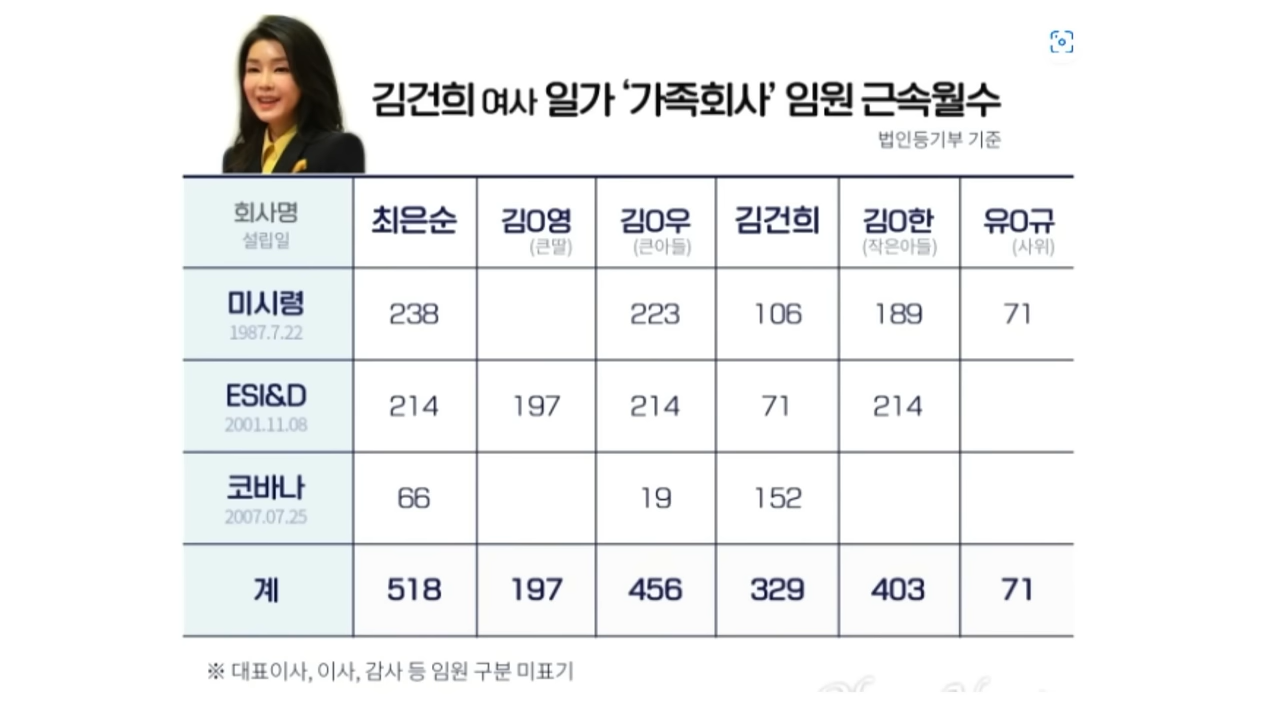 김건희 여사 일가 ‘가족회사’ 임원 근속월수
법인등기부 기준
회사명 최은순 김O영 김O우 김건희 김O한 유O규
설립일 (큰딸) (큰아들) (작은아들) (사위)
미시령 238 223 106 189 71
1987.7.22
ESI&D 214 197 214 71 214
2001.11.08
코바나 66 19 152
2007.07.25
계 518 197 456 329 403 71
※ 대표이사, 이사, 감사 등 임원 구분 미표기